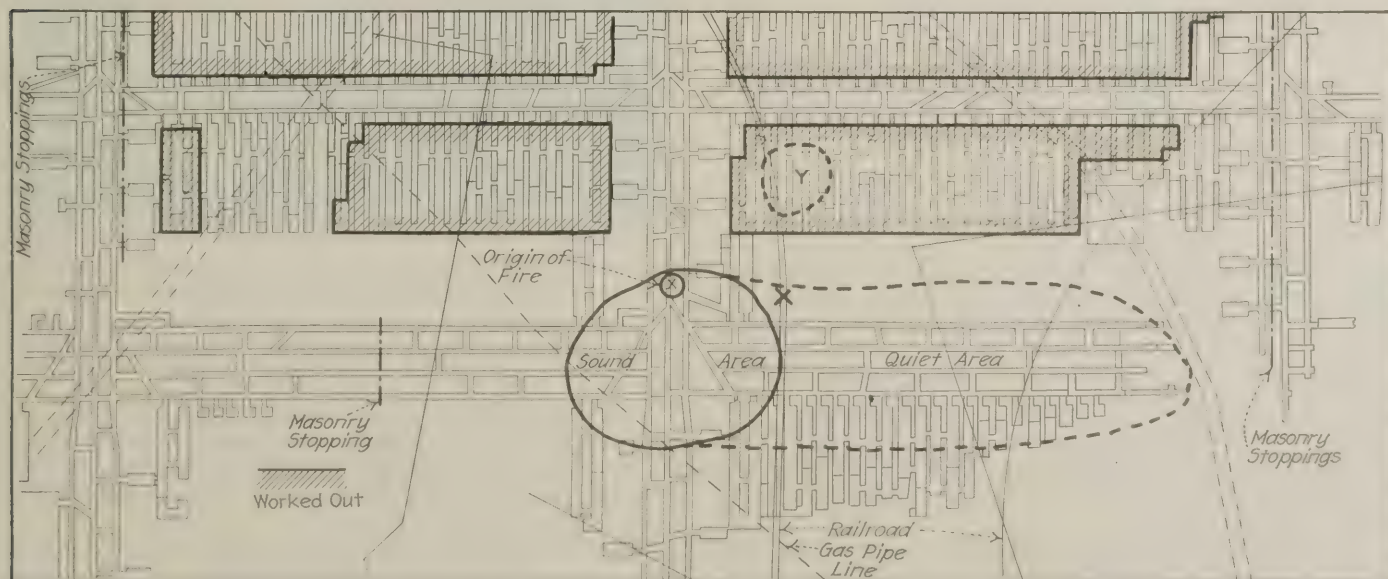 Masonry Stoppings
Y
Origin of
Fire
X
X
Sound Area
Quiet Area
Masonry
Stopping
Masonry
Stoppings
Worked Out
Railroad
Gas Pipe
Line